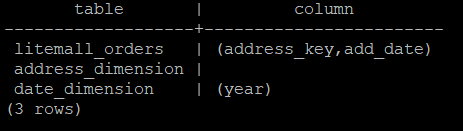 table | column
--------------------+------------------------
litemall_orders | (address_key,add_date)
address_dimension |
date_dimension | (year)
(3 rows)